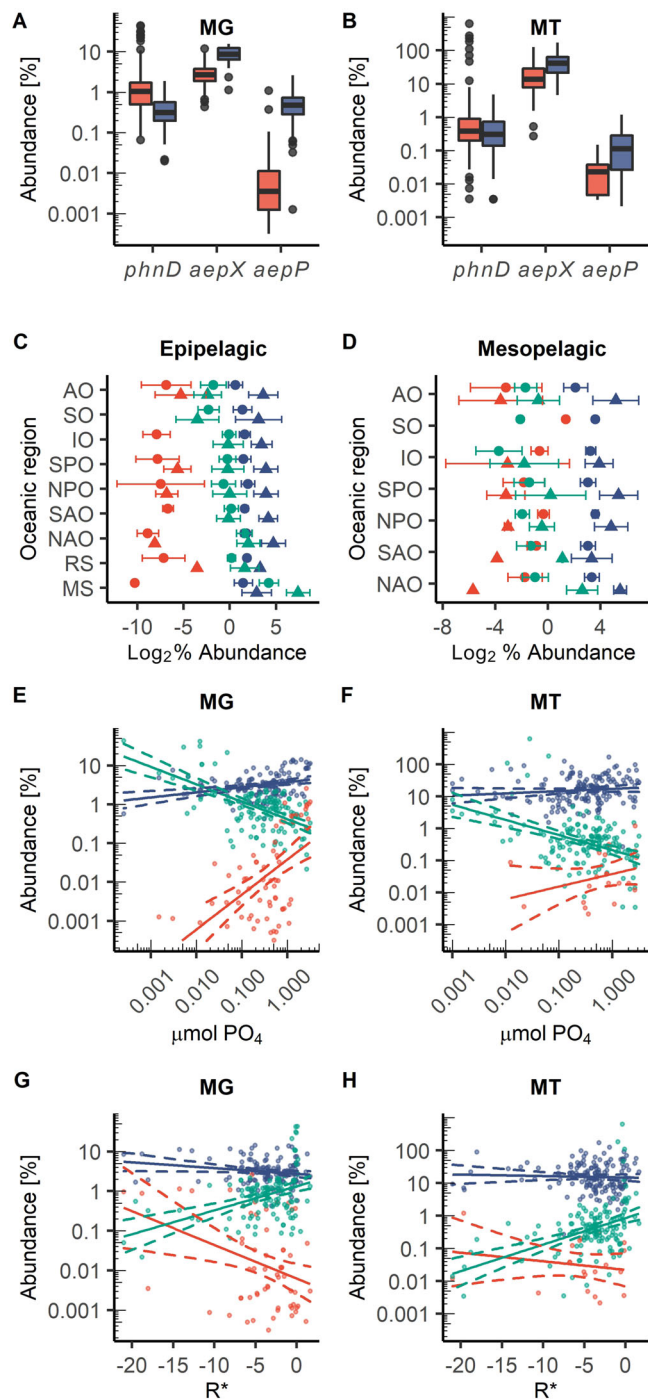 A
MG
B
MT
Abundance [%]
10
1
0.1
0.01
0.001
phnD aepX aepP
Abundance [%]
100
10
1
0.1
0.01
0.001
phnD aepX aepP
C
Epipelagic
D
Mesopelagic
Oceanic region
AO
SO
IO
SPO
NPO
SAO
NAO
RS
MS
-10 -5 0 5
Log₂ % Abundance
Oceanic region
AO
SO
IO
SPO
NPO
SAO
NAO
-8 -4 0 4
Log₂ % Abundance
E
MG
F
MT
Abundance [%]
10
1
0.1
0.01
0.001
0.001 0.010 0.100 1.000
μmol PO₄
Abundance [%]
100
10
1
0.1
0.01
0.001
0.001 0.010 0.100 1.000
μmol PO₄
G
MG
H
MT
Abundance [%]
10
1
0.1
0.01
0.001
-20 -15 -10 -5 0
R*
Abundance [%]
100
10
1
0.1
0.01
0.001
-20 -15 -10 -5 0
R*